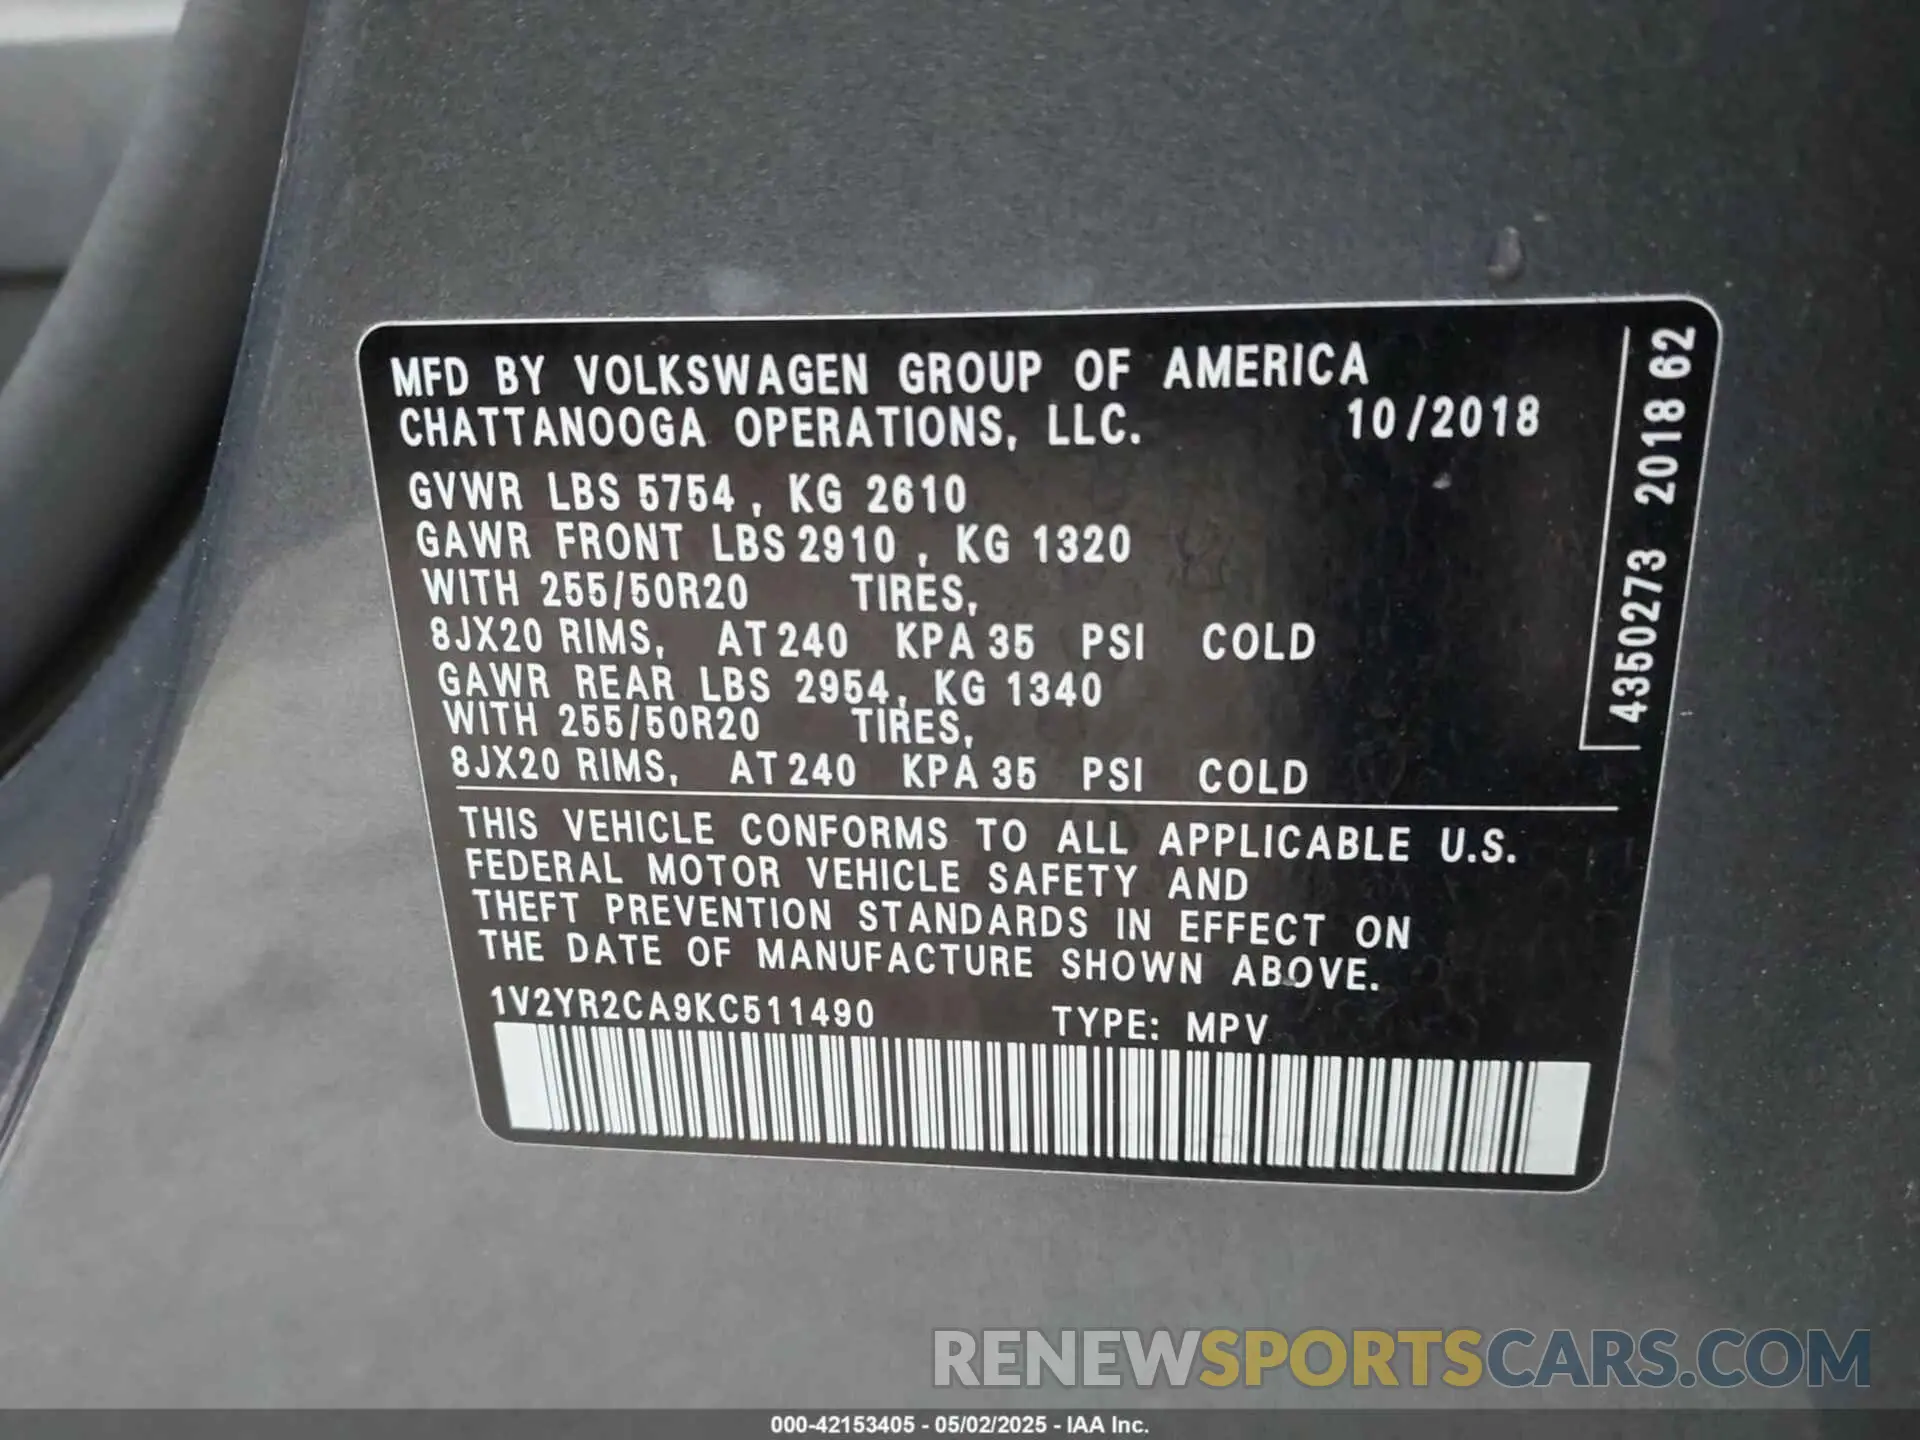 MFD BY VOLKSWAGEN GROUP OF AMERICA
CHATTANOOGA OPERATIONS, LLC. 10/2018
GVWR LBS 5754, KG 2610
GAWR FRONT LBS 2910, KG 1320
WITH 255/50R20 TIRES,
8JX20 RIMS, AT 240 KPA 35 PSI COLD
GAWR REAR LBS 2954, KG 1340
WITH 255/50R20 TIRES,
8JX20 RIMS, AT 240 KPA 35 PSI COLD
THIS VEHICLE CONFORMS TO ALL APPLICABLE U.S.
FEDERAL MOTOR VEHICLE SAFETY AND
THEFT PREVENTION STANDARDS IN EFFECT ON
THE DATE OF MANUFACTURE SHOWN ABOVE.
1V2YR2CA9KC511490 TYPE: MPV
4350273 2018 62
RENEWSPORTSCARS.COM
000-42153405 - 05/02/2025 - IAA Inc.